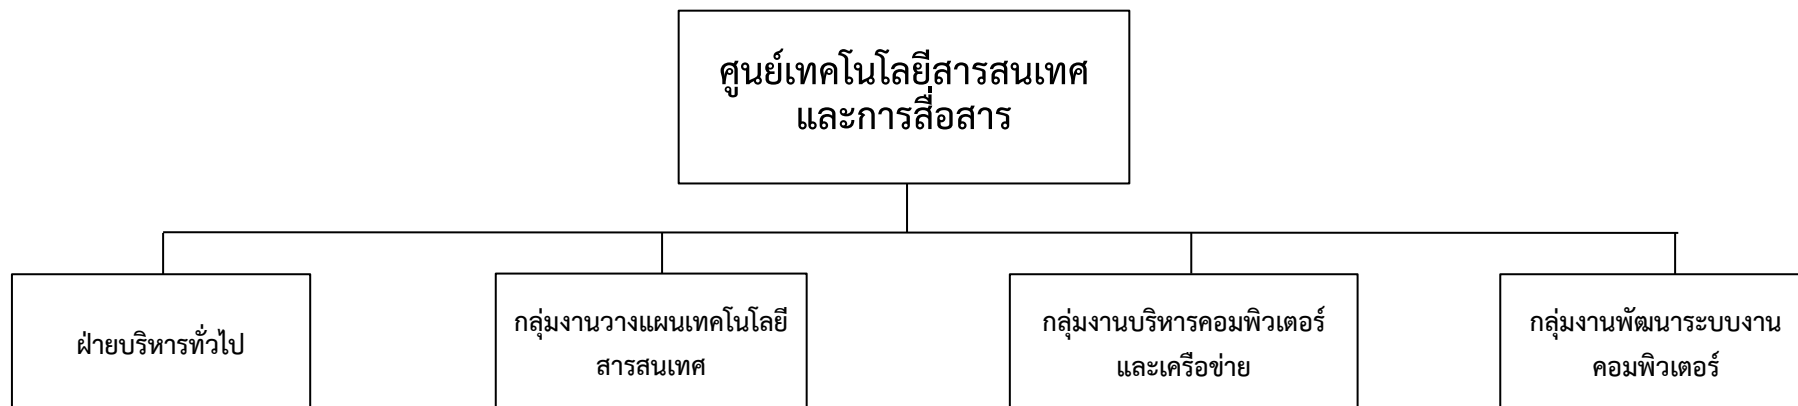 ศูนย์เทคโนโลยีสารสนเทศ
และการสื่อสาร
ฝ่ายบริหารทั่วไป
กลุ่มงานวางแผนเทคโนโลยี
สารสนเทศ
กลุ่มงานบริหารคอมพิวเตอร์
และเครือข่าย
กลุ่มงานพัฒนาระบบงาน
คอมพิวเตอร์